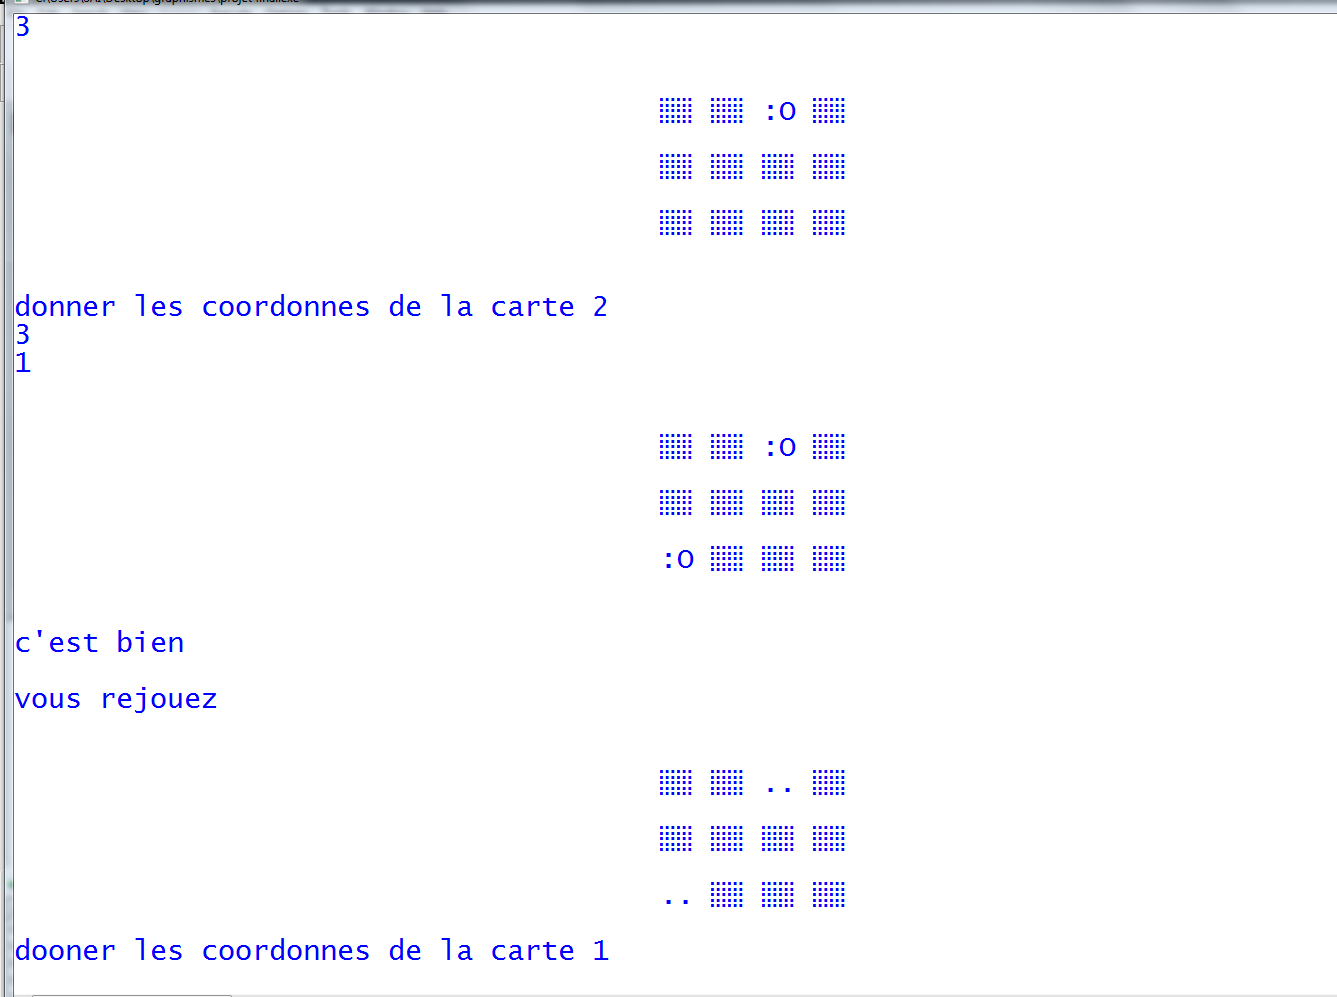 3
▒▒ ▒▒ :O ▒▒
▒▒ ▒▒ ▒▒ ▒▒
▒▒ ▒▒ ▒▒ ▒▒
donner les coordonnes de la carte 2
3
1
▒▒ ▒▒ :O ▒▒
▒▒ ▒▒ ▒▒ ▒▒
:O ▒▒ ▒▒ ▒▒
c'est bien
vous rejouez
▒▒ ▒▒ .. ▒▒
▒▒ ▒▒ ▒▒ ▒▒
.. ▒▒ ▒▒ ▒▒
dooner les coordonnes de la carte 1